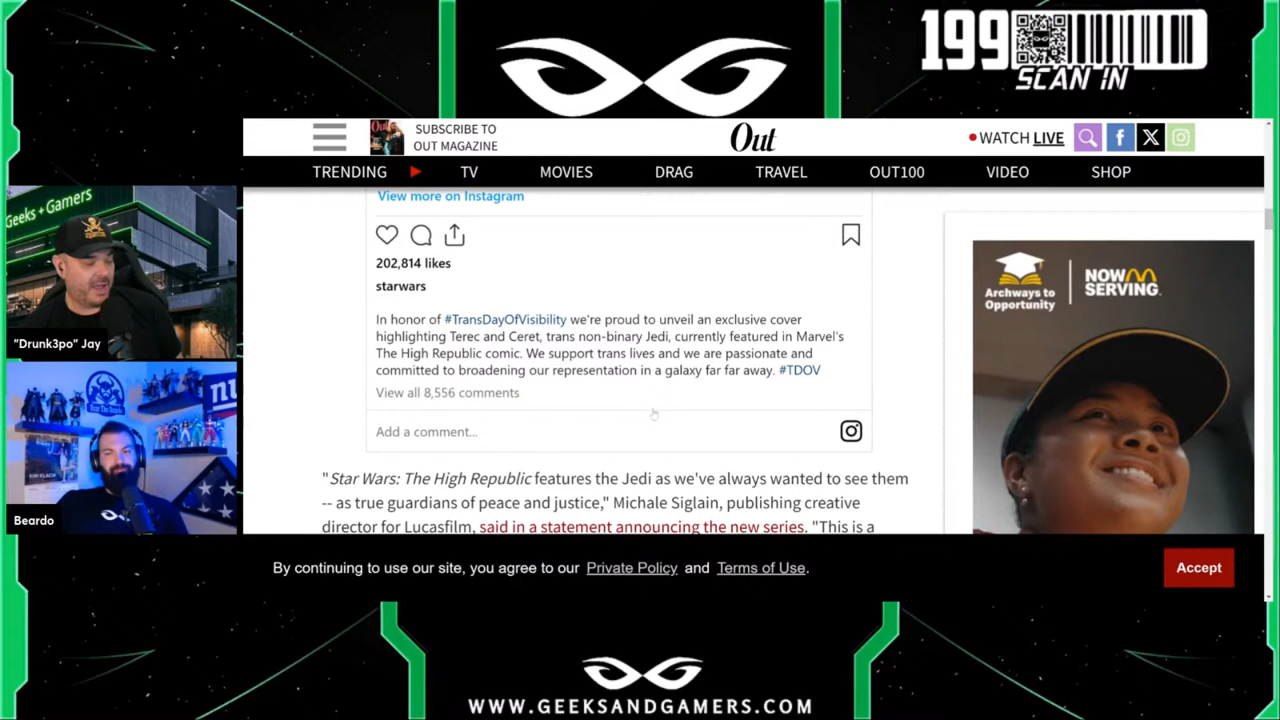 199
SCAN IN
SUBSCRIBE TO
OUT MAGAZINE
Out
WATCH LIVE
TRENDING TV MOVIES DRAG TRAVEL OUT100 VIDEO SHOP
View more on Instagram
202,814 likes
starwars
In honor of #TransDayOfVisibility we're proud to unveil an exclusive cover
highlighting Terec and Ceret, trans non-binary Jedi, currently featured in Marvel's
The High Republic comic. We support trans lives and we are passionate and
committed to broadening our representation in a galaxy far far away. #TDOV
View all 8,556 comments
Add a comment...
"Star Wars: The High Republic features the Jedi as we've always wanted to see them
-- as true guardians of peace and justice," Michale Siglain, publishing creative
director for Lucasfilm, said in a statement announcing the new series. "This is a
Archways to
Opportunity
NOW
SERVING
Geeks + Gamers
"Drunk3po" Jay
Beardo
By continuing to use our site, you agree to our Private Policy and Terms of Use.
Accept
WWW.GEEKSANDGAMERS.COM